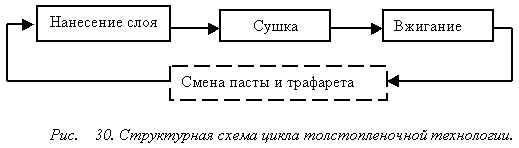 Нанесение слоя
Сушка
Вжигание
Смена пасты и трафарета
Рис. 30. Структурная схема цикла толстопленочной технологии.